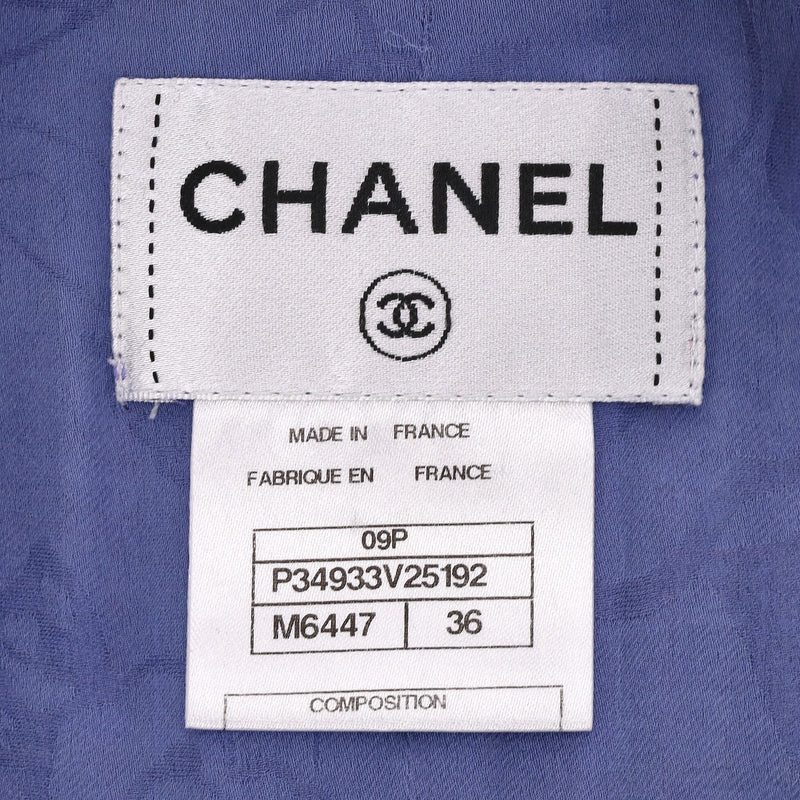 CHANEL
MADE IN FRANCE
FABRIQUE EN FRANCE
09P
P34933V25192
M6447 36
COMPOSITION